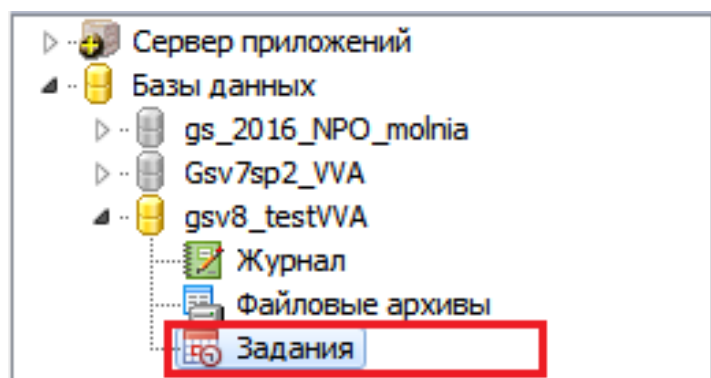 Сервер приложений
Базы данных
gs_2016_NPO_molnia
Gsv7sp2_VVA
gsv8_testVVA
Журнал
Файловые архивы
Задания